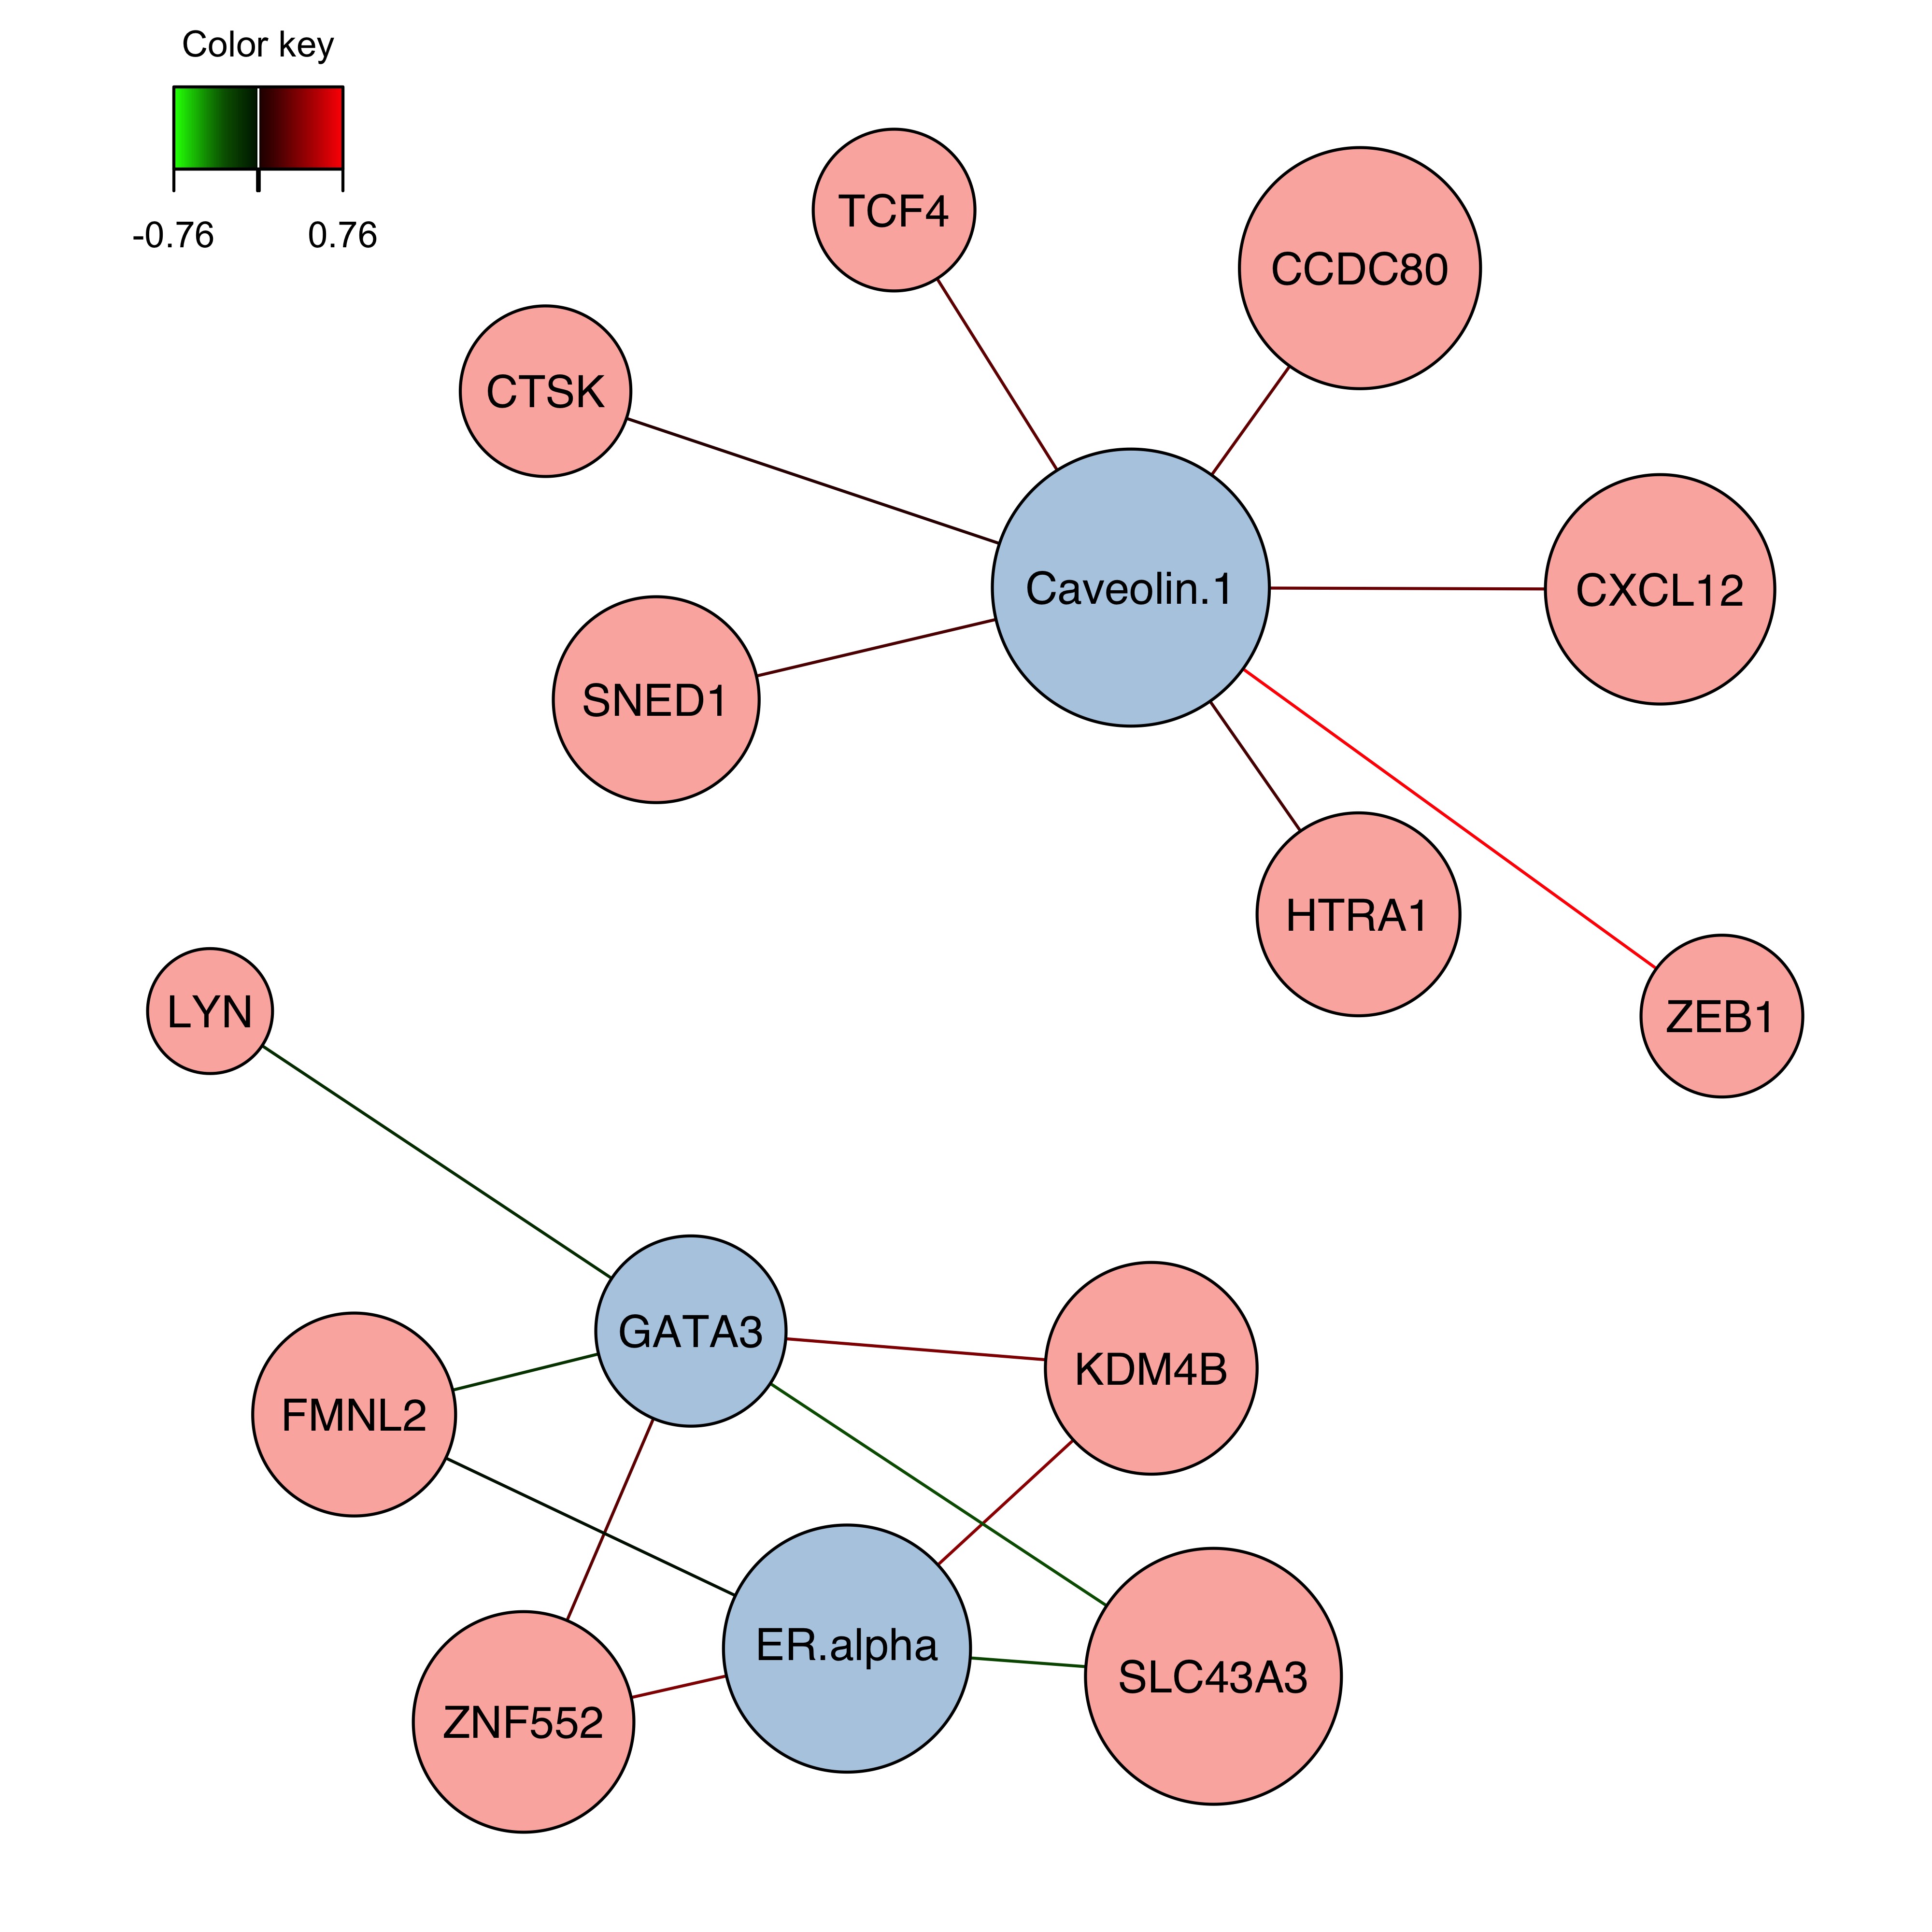 Color key
-0.76 0.76
TCF4
CCDC80
CTSK
Caveolin.1
CXCL12
SNED1
HTRA1
ZEB1
LYN
GATA3
KDM4B
FMNL2
ER.alpha
SLC43A3
ZNF552